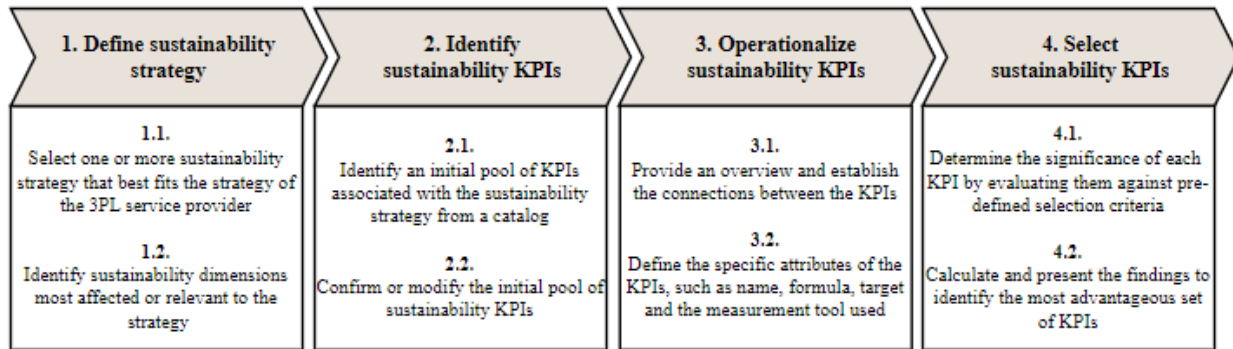 1. Define sustainability
strategy
2. Identify
sustainability KPIs
3. Operationalize
sustainability KPIs
4. Select
sustainability KPIs
1.1.
Select one or more sustainability
strategy that best fits the strategy of
the 3PL service provider
1.2.
Identify sustainability dimensions
most affected or relevant to the
strategy
2.1.
Identify an initial pool of KPIs
associated with the sustainability
strategy from a catalog
2.2.
Confirm or modify the initial pool of
sustainability KPIs
3.1.
Provide an overview and establish
the connections between the KPIs
3.2.
Define the specific attributes of the
KPIs, such as name, formula, target
and the measurement tool used
4.1.
Determine the significance of each
KPI by evaluating them against pre-
defined selection criteria
4.2.
Calculate and present the findings to
identify the most advantageous set
of KPIs